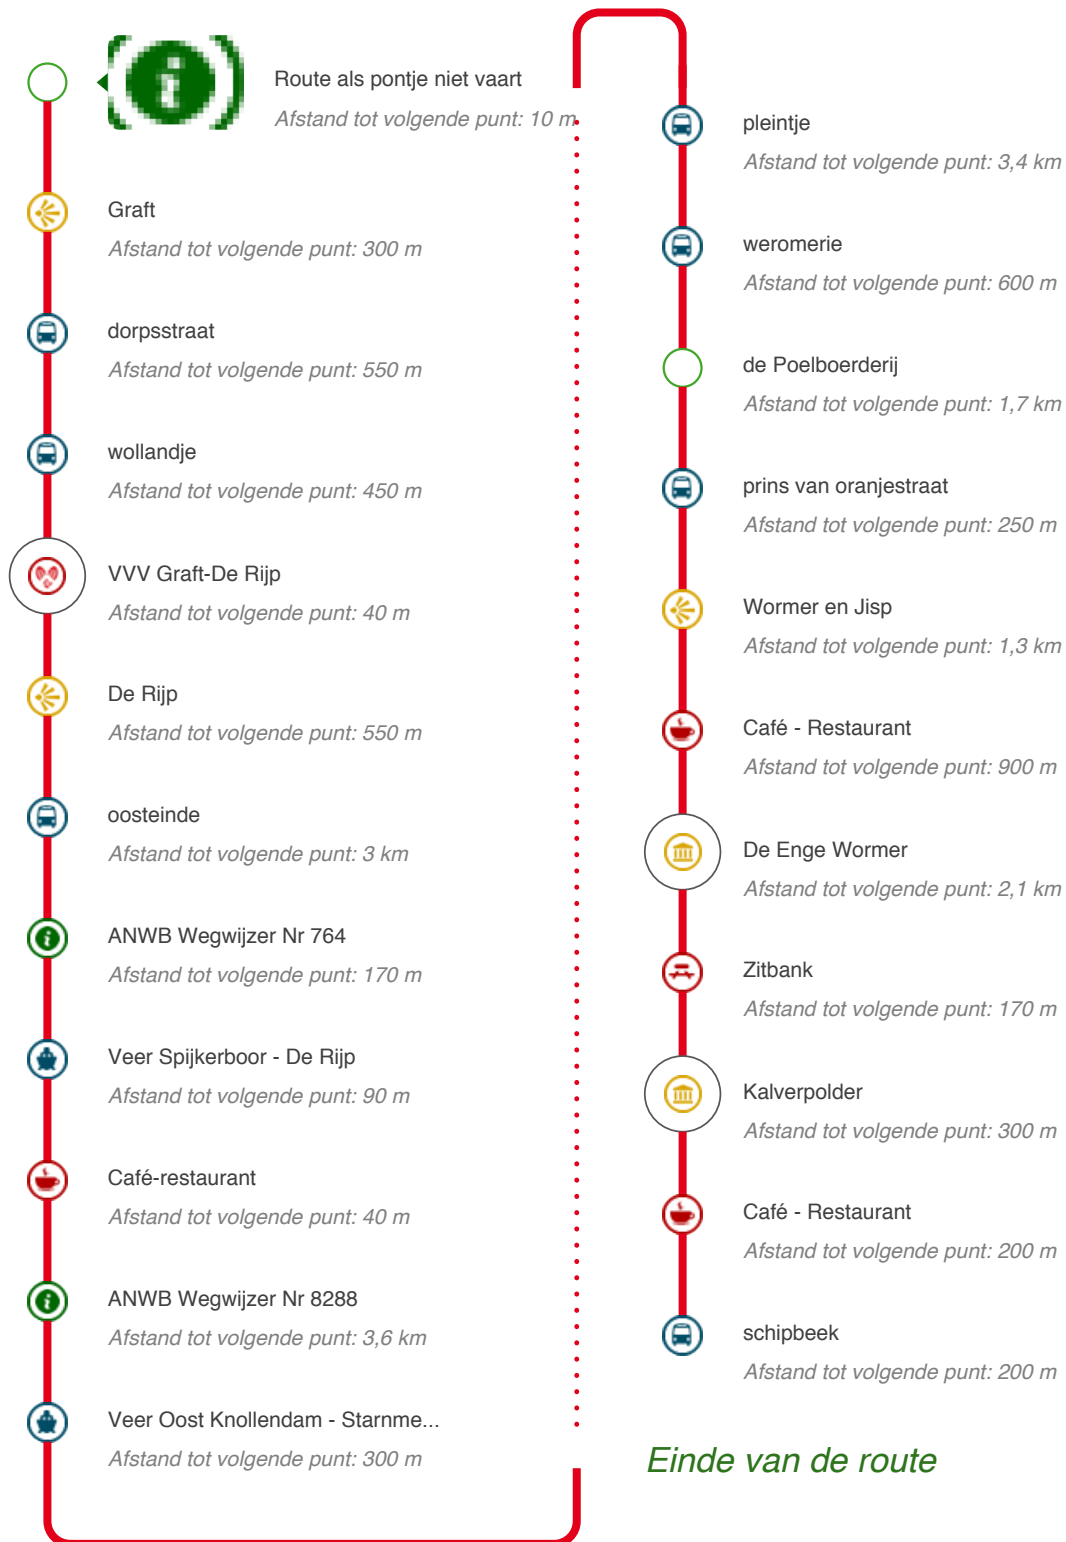 Route als pontje niet vaart
Afstand tot volgende punt: 10 m
Graft
Afstand tot volgende punt: 300 m
dorpsstraat
Afstand tot volgende punt: 550 m
wollandje
Afstand tot volgende punt: 450 m
VVV Graft-De Rijp
Afstand tot volgende punt: 40 m
De Rijp
Afstand tot volgende punt: 550 m
oosteinde
Afstand tot volgende punt: 3 km
ANWB Wegwijzer Nr 764
Afstand tot volgende punt: 170 m
Veer Spijkerboor - De Rijp
Afstand tot volgende punt: 90 m
Café-restaurant
Afstand tot volgende punt: 40 m
ANWB Wegwijzer Nr 8288
Afstand tot volgende punt: 3,6 km
Veer Oost Knollendam - Starnme...
Afstand tot volgende punt: 300 m
pleintje
Afstand tot volgende punt: 3,4 km
weromerie
Afstand tot volgende punt: 600 m
de Poelboerderij
Afstand tot volgende punt: 1,7 km
prins van oranjestraat
Afstand tot volgende punt: 250 m
Wormer en Jisp
Afstand tot volgende punt: 1,3 km
Café - Restaurant
Afstand tot volgende punt: 900 m
De Enge Wormer
Afstand tot volgende punt: 2,1 km
Zitbank
Afstand tot volgende punt: 170 m
Kalverpolder
Afstand tot volgende punt: 300 m
Café - Restaurant
Afstand tot volgende punt: 200 m
schipbeek
Afstand tot volgende punt: 200 m
Einde van de route